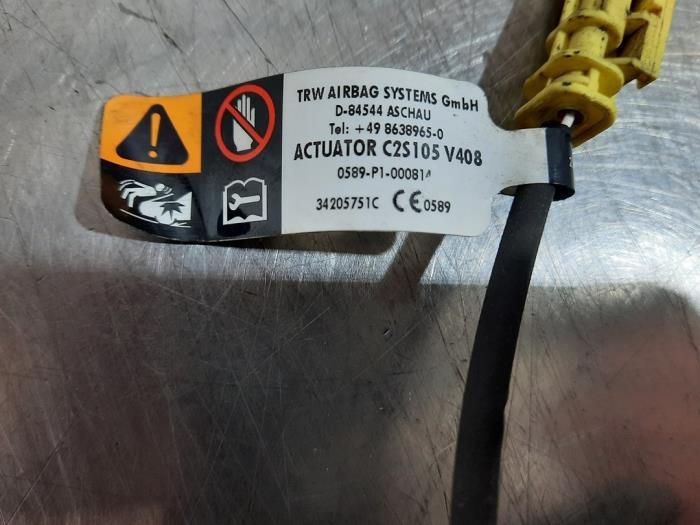 TRW AIRBAG SYSTEMS GmbH
D-84544 ASCHAU
Tel: +49 8638965-0
ACTUATOR C2S105 V408
0589-P1-000814
34205751C CE0589